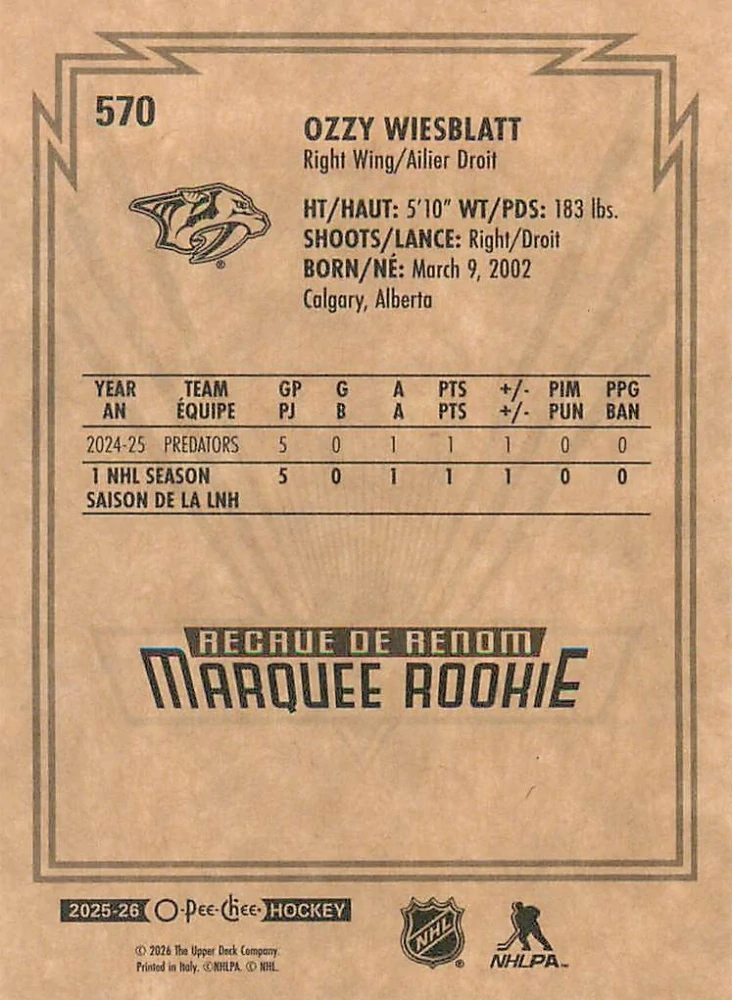 570
OZZY WIESBLATT
Right Wing/Ailier Droit
HT/HAUT: 5'10" WT/PDS: 183 lbs.
SHOOTS/LANCE: Right/Droit
BORN/NÉ: March 9, 2002
Calgary, Alberta
®
YEAR TEAM GP G A PTS +/- PIM PPG
AN ÉQUIPE PJ B A PTS +/- PUN BAN
2024-25 PREDATORS 5 0 1 1 1 0 0
1 NHL SEASON 5 0 1 1 1 0 0
SAISON DE LA LNH
RECRUE DE RENOM
MARQUEE ROOKIE
2025-26 O-Pee-Chee HOCKEY
© 2026 The Upper Deck Company.
Printed in Italy. ©NHLPA. © NHL.
NHL ®
NHLPA™